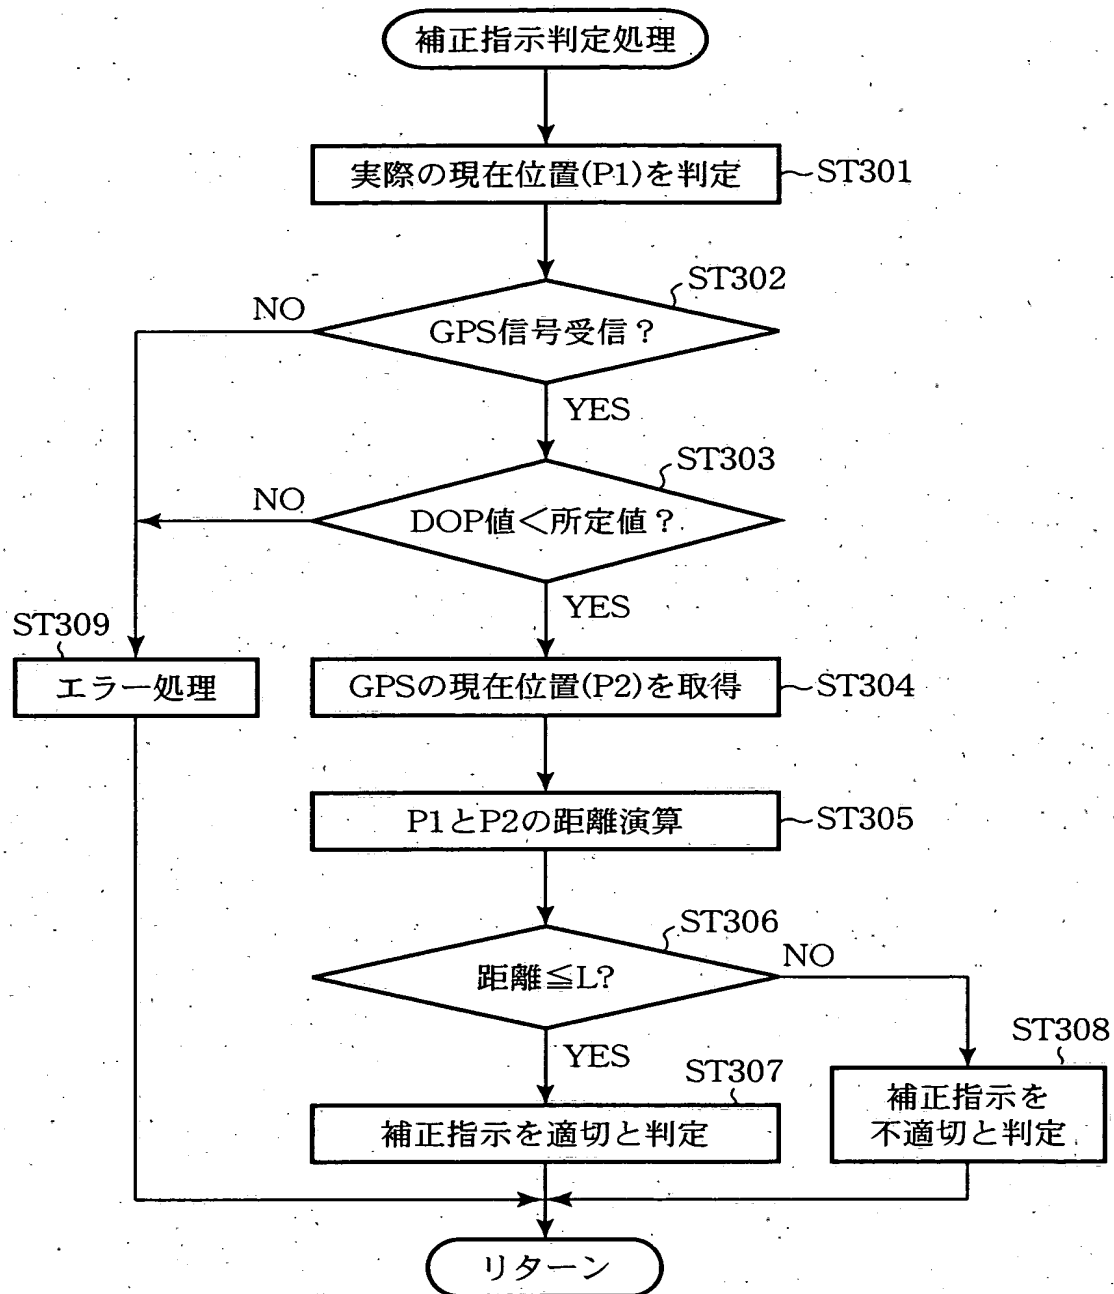 補正指示判定処理
実際の現在位置(P1)を判定
ST301
ST302
GPS信号受信？
NO
YES
ST303
DOP値＜所定値？
NO
YES
ST309
エラー処理
GPSの現在位置(P2)を取得
ST304
P1とP2の距離演算
ST305
ST306
距離≦L?
NO
YES
ST307
補正指示を適切と判定
ST308
補正指示を
不適切と判定
リターン